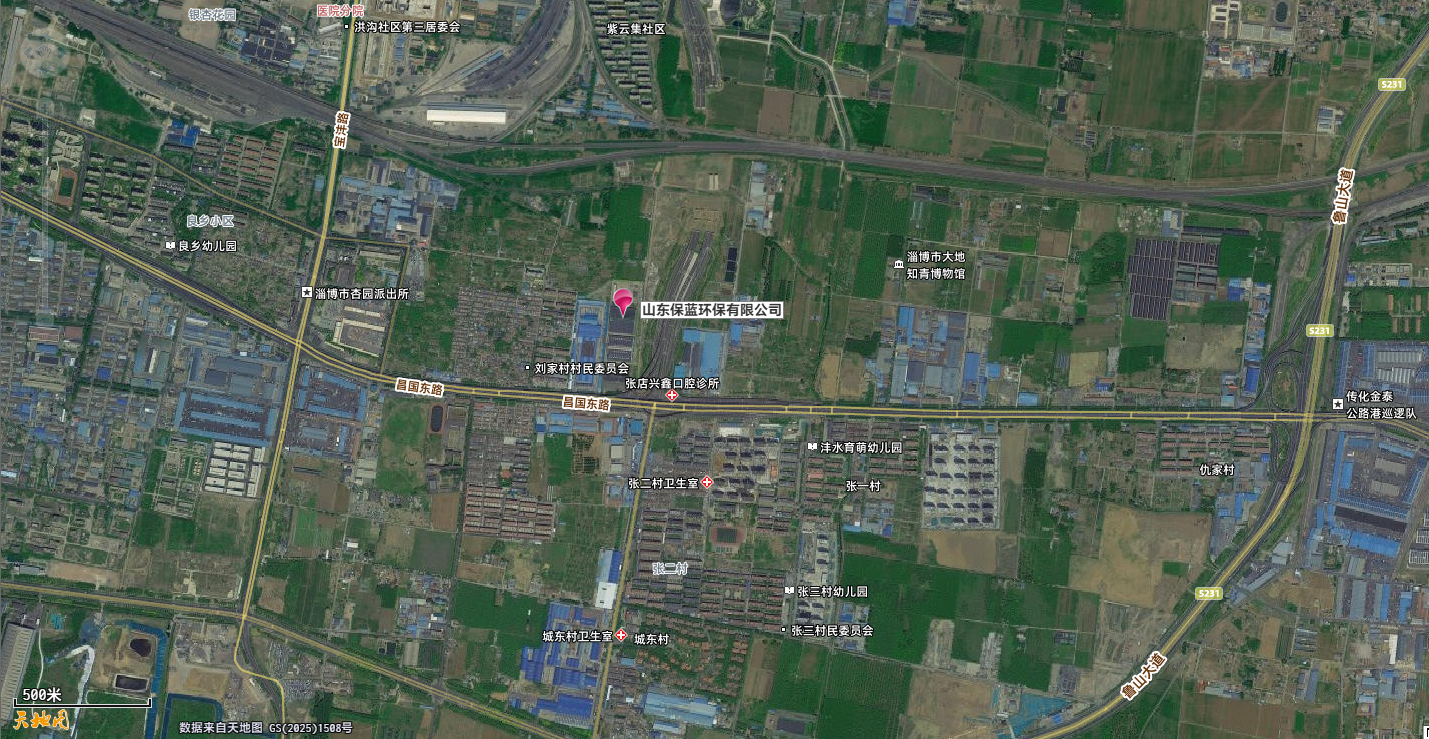 银杏花园
医院分院
洪沟社区第三居委会
紫云集社区
S231
宝沣路
鲁山大道
良乡小区
良乡幼儿园
淄博市大地
知青博物馆
淄博市杏园派出所
山东保蓝环保有限公司
S231
刘家村村民委员会
张店兴鑫口腔诊所
昌国东路
昌国东路
传化金泰
公路港巡逻队
沣水育萌幼儿园
仇家村
张二村卫生室
张一村
张二村
张三村幼儿园
S231
张三村民委员会
城东村卫生室
城东村
鲁山大道
500米
天地图
数据来自天地图 GS(2025)1508号